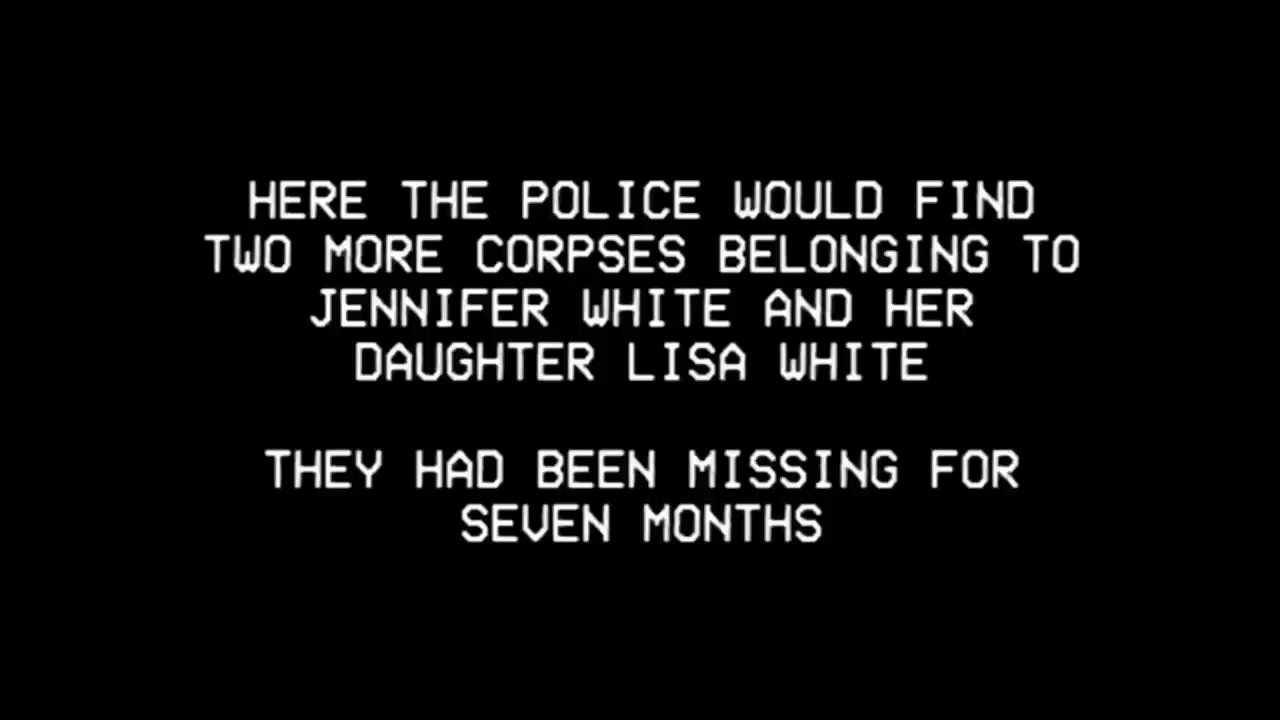 HERE THE POLICE WOULD FIND
TWO MORE CORPSES BELONGING TO
JENNIFER WHITE AND HER
DAUGHTER LISA WHITE
THEY HAD BEEN MISSING FOR
SEVEN MONTHS